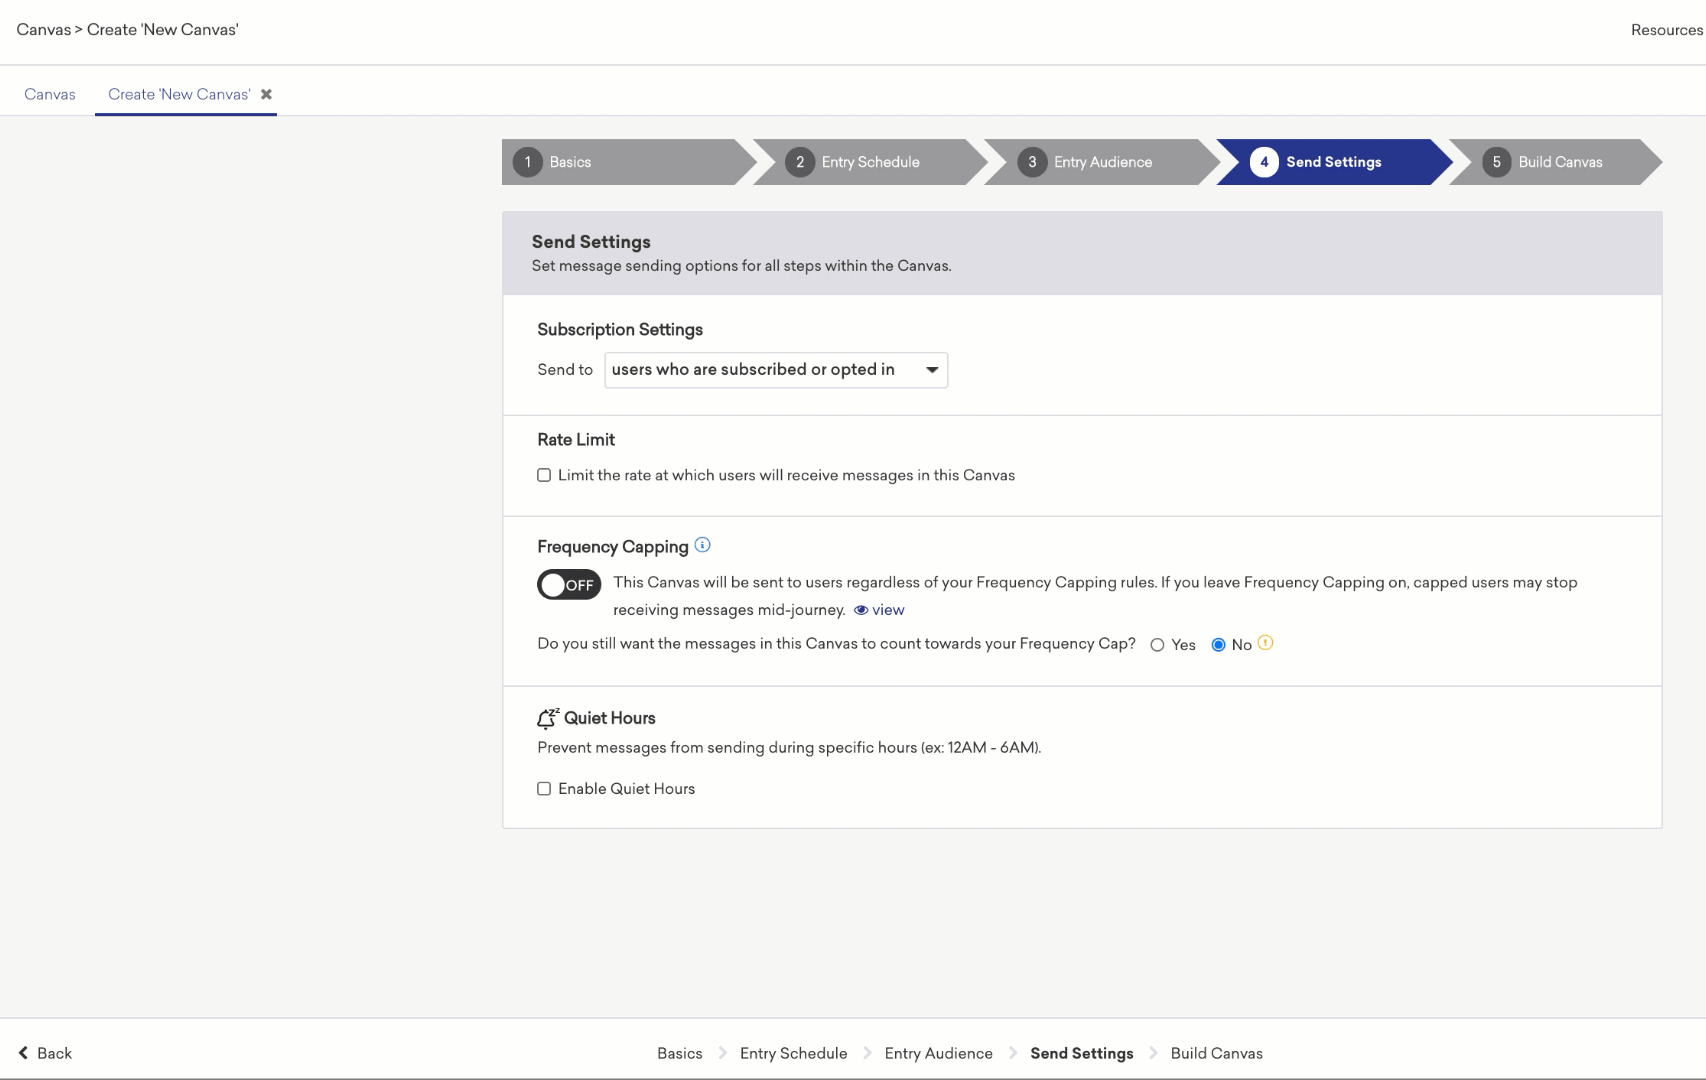 Canvas > Create 'New Canvas'
Resources
Canvas
Create 'New Canvas' ✖
1 Basics
2 Entry Schedule
3 Entry Audience
4 Send Settings
5 Build Canvas
Send Settings
Set message sending options for all steps within the Canvas.
Subscription Settings
Send to users who are subscribed or opted in
Rate Limit
Limit the rate at which users will receive messages in this Canvas
Frequency Capping
OFF This Canvas will be sent to users regardless of your Frequency Capping rules. If you leave Frequency Capping on, capped users may stop
receiving messages mid-journey. view
Do you still want the messages in this Canvas to count towards your Frequency Cap? Yes No
Quiet Hours
Prevent messages from sending during specific hours (ex: 12AM - 6AM).
Enable Quiet Hours
Back
Basics
Entry Schedule
Entry Audience
Send Settings
Build Canvas